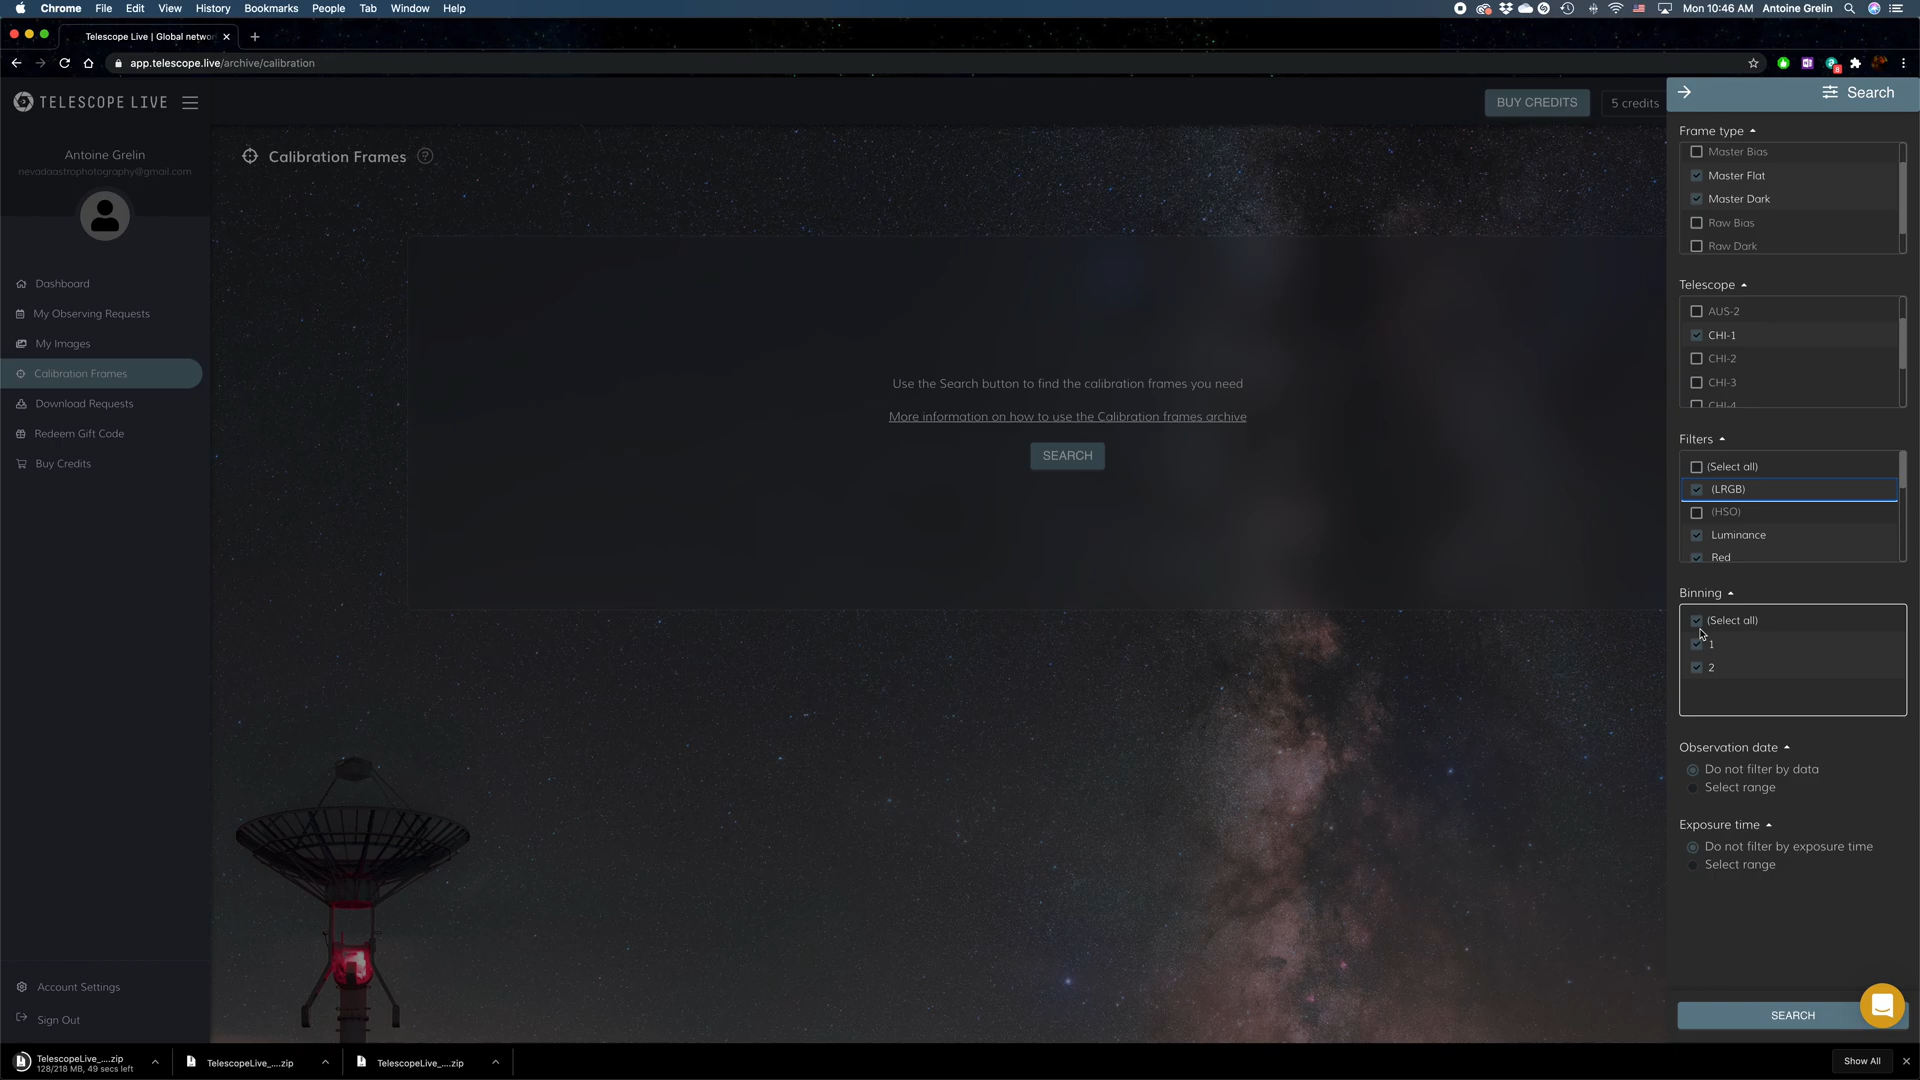 Chrome File Edit View History Bookmarks People Tab Window Help
Mon 10:46 AM Antoine Grelin
Telescope Live | Global networ
app.telescope.live/archive/calibration
8
TELESCOPE LIVE
BUY CREDITS
5 credits
Search
Antoine Grelin
nevadaastrophotography@gmail.com
Dashboard
My Observing Requests
My Images
Calibration Frames
Download Requests
Redeem Gift Code
Buy Credits
Account Settings
Sign Out
Calibration Frames ?
Use the Search button to find the calibration frames you need
More information on how to use the Calibration frames archive
SEARCH
Frame type
Master Bias
Master Flat
Master Dark
Raw Bias
Raw Dark
Telescope
AUS-2
CHI-1
CHI-2
CHI-3
CHI-4
Filters
(Select all)
(LRGB)
(HSO)
Luminance
Red
Binning
(Select all)
1
2
Observation date
Do not filter by data
Select range
Exposure time
Do not filter by exposure time
Select range
SEARCH
TelescopeLive_....zip
128/218 MB, 49 secs left
TelescopeLive_....zip
TelescopeLive_....zip
Show All